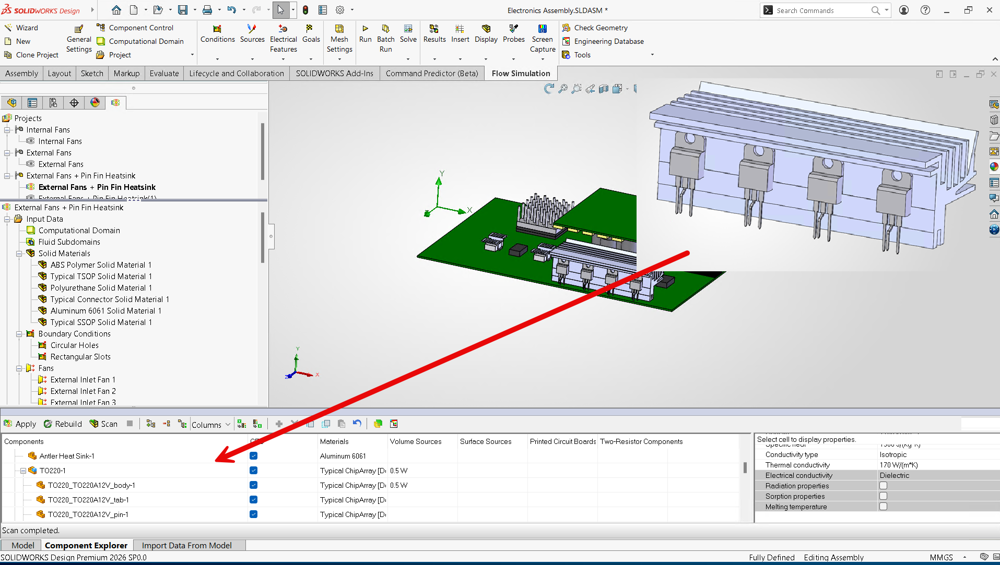 SOLIDWORKS Design
Electronics Assembly.SLDASM *
Search Commands
Wizard
New
Clone Project
General Settings
Component Control
Computational Domain
Project
Conditions
Sources
Electrical Features
Goals
Mesh Settings
Run
Batch Run
Solve
Results
Insert
Display
Probes
Screen Capture
Check Geometry
Engineering Database
Tools
Assembly
Layout
Sketch
Markup
Evaluate
Lifecycle and Collaboration
SOLIDWORKS Add-Ins
Command Predictor (Beta)
Flow Simulation
Projects
Internal Fans
Internal Fans
External Fans
External Fans
External Fans + Pin Fin Heatsink
External Fans + Pin Fin Heatsink
External Fans + Pin Fin Heatsink(1)
External Fans + Pin Fin Heatsink
Input Data
Computational Domain
Fluid Subdomains
Solid Materials
ABS Polymer Solid Material 1
Typical TSOP Solid Material 1
Polyurethane Solid Material 1
Typical Connector Solid Material 1
Aluminum 6061 Solid Material 1
Typical SSOP Solid Material 1
Boundary Conditions
Circular Holes
Rectangular Slots
Fans
External Inlet Fan 1
External Inlet Fan 2
External Inlet Fan 3
Y
X
Z
Y
X
Z
Apply
Rebuild
Scan
Columns
Components
Materials
Volume Sources
Surface Sources
Printed Circuit Boards
Two-Resistor Components
Antler Heat Sink-1
Aluminum 6061
TO220-1
Typical ChipArray [D
0.5 W
TO220_TO220A12V_body-1
Typical ChipArray [D
0.5 W
TO220_TO220A12V_tab-1
Typical ChipArray [D
TO220_TO220A12V_pin-1
Typical ChipArray [D
Select cell to display properties.
Conductivity type
Isotropic
Thermal conductivity
170 W/(m*K)
Electrical conductivity
Dielectric
Radiation properties
Sorption properties
Melting temperature
Scan completed.
Model
Component Explorer
Import Data From Model
SOLIDWORKS Design Premium 2026 SP0.0
Fully Defined
Editing Assembly
MMGS